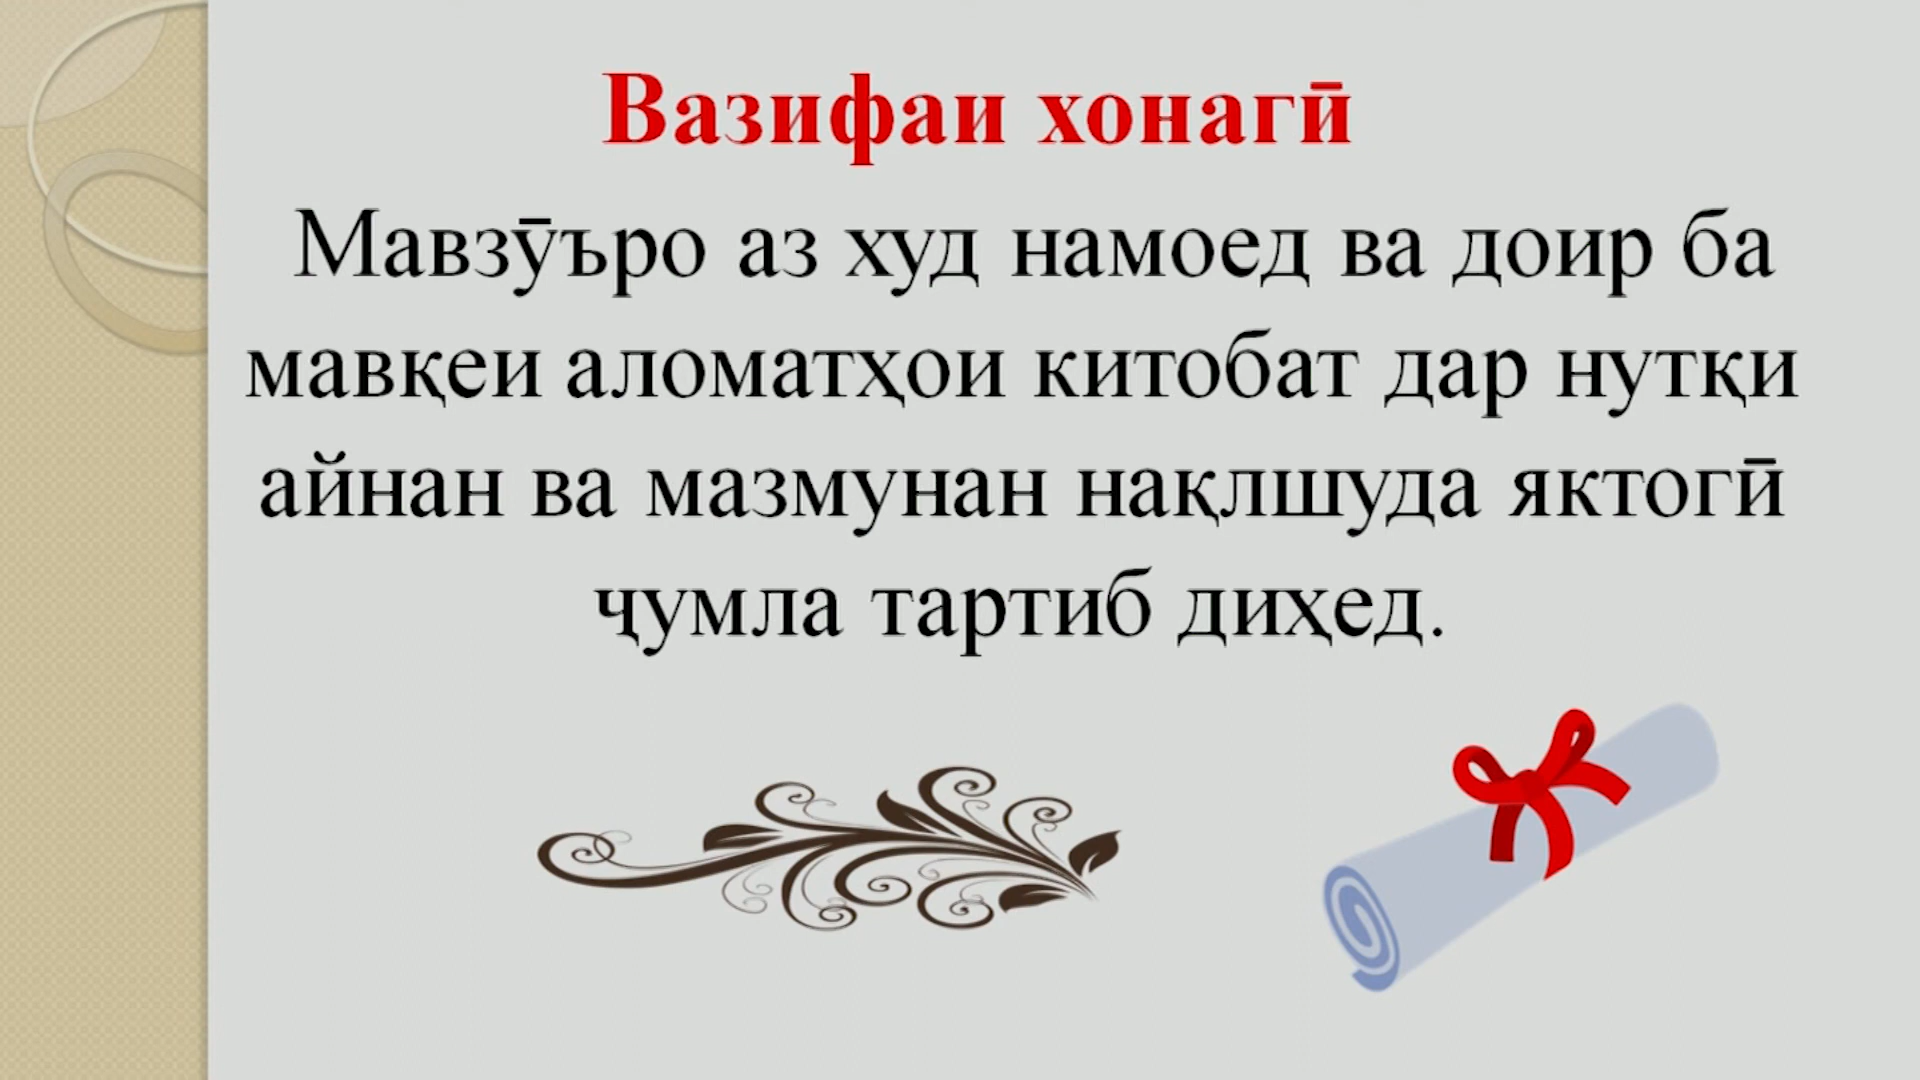 Вазифаи хонагӣ
Мавзӯъро аз худ намоед ва доир ба
мавқеи аломатҳои китобат дар нутқи
айнан ва мазмунан нақлшуда яктогӣ
ҷумла тартиб диҳед.